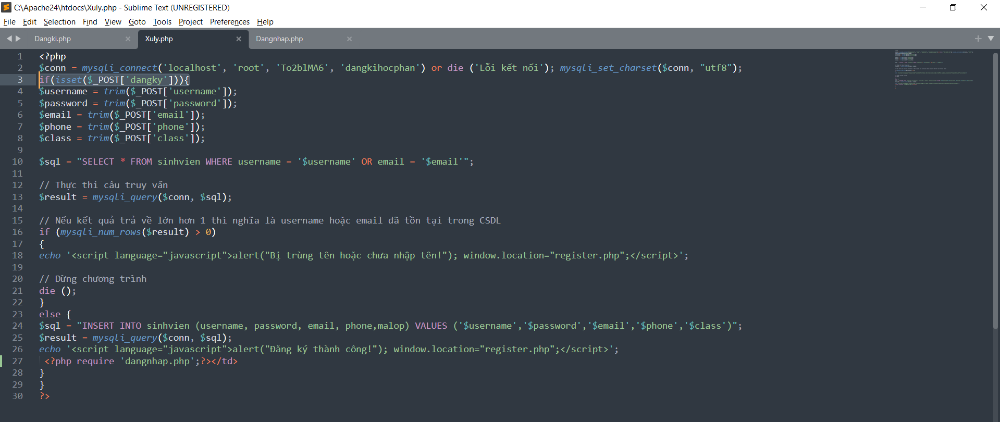 C:\Apache24\htdocs\Xuly.php - Sublime Text (UNREGISTERED)
File Edit Selection Find View Goto Tools Project Preferences Help
Dangki.php Xuly.php Dangnhap.php
1 <?php
2 $conn = mysqli_connect('localhost', 'root', 'To2blMA6', 'dangkihocphan') or die ('Lỗi kết nối'); mysqli_set_charset($conn, "utf8");
3 if(isset($_POST['dangky'])){
4 $username = trim($_POST['username']);
5 $password = trim($_POST['password']);
6 $email = trim($_POST['email']);
7 $phone = trim($_POST['phone']);
8 $class = trim($_POST['class']);
9
10 $sql = "SELECT * FROM sinhvien WHERE username = '$username' OR email = '$email'";
11
12 // Thực thi câu truy vấn
13 $result = mysqli_query($conn, $sql);
14
15 // Nếu kết quả trả về lớn hơn 1 thì nghĩa là username hoặc email đã tồn tại trong CSDL
16 if (mysqli_num_rows($result) > 0)
17 {
18 echo '<script language="javascript">alert("Bị trùng tên hoặc chưa nhập tên!"); window.location="register.php";</script>';
19
20 // Dừng chương trình
21 die ();
22 }
23 else {
24 $sql = "INSERT INTO sinhvien (username, password, email, phone,malop) VALUES ('$username','$password','$email','$phone','$class')";
25 $result = mysqli_query($conn, $sql);
26 echo '<script language="javascript">alert("Đăng ký thành công!"); window.location="register.php";</script>';
27 <?php require 'dangnhap.php';?></td>
28 }
29 }
30 ?>